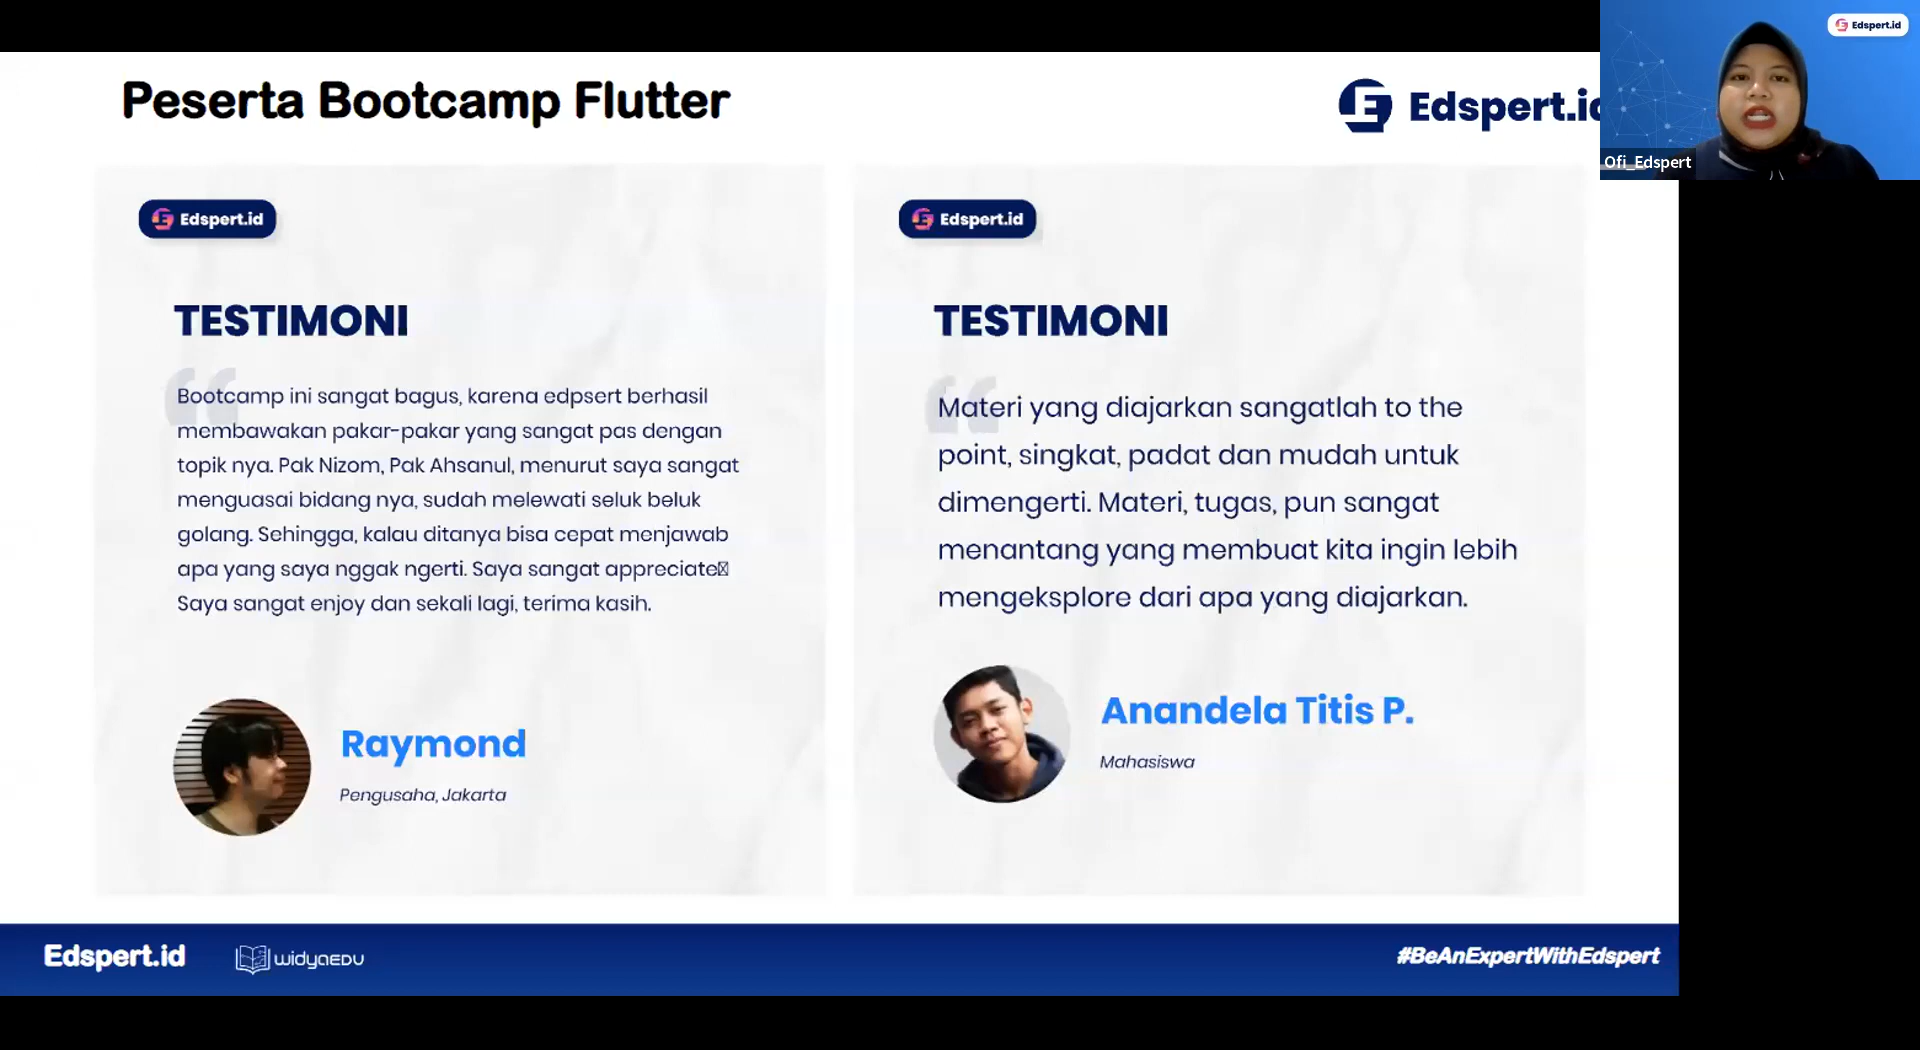 Peserta Bootcamp Flutter
Edspert.id
Edspert.id
Ofi_Edspert
Edspert.id
TESTIMONI
Bootcamp ini sangat bagus, karena edpsert berhasil
membawakan pakar-pakar yang sangat pas dengan
topik nya. Pak Nizom, Pak Ahsanul, menurut saya sangat
menguasai bidang nya, sudah melewati seluk beluk
golang. Sehingga, kalau ditanya bisa cepat menjawab
apa yang saya nggak ngerti. Saya sangat appreciate
Saya sangat enjoy dan sekali lagi, terima kasih.
Raymond
Pengusaha, Jakarta
Edspert.id
TESTIMONI
Materi yang diajarkan sangatlah to the
point, singkat, padat dan mudah untuk
dimengerti. Materi, tugas, pun sangat
menantang yang membuat kita ingin lebih
mengeksplore dari apa yang diajarkan.
Anandela Titis P.
Mahasiswa
Edspert.id
widyaEDU
#BeAnExpertWithEdspert